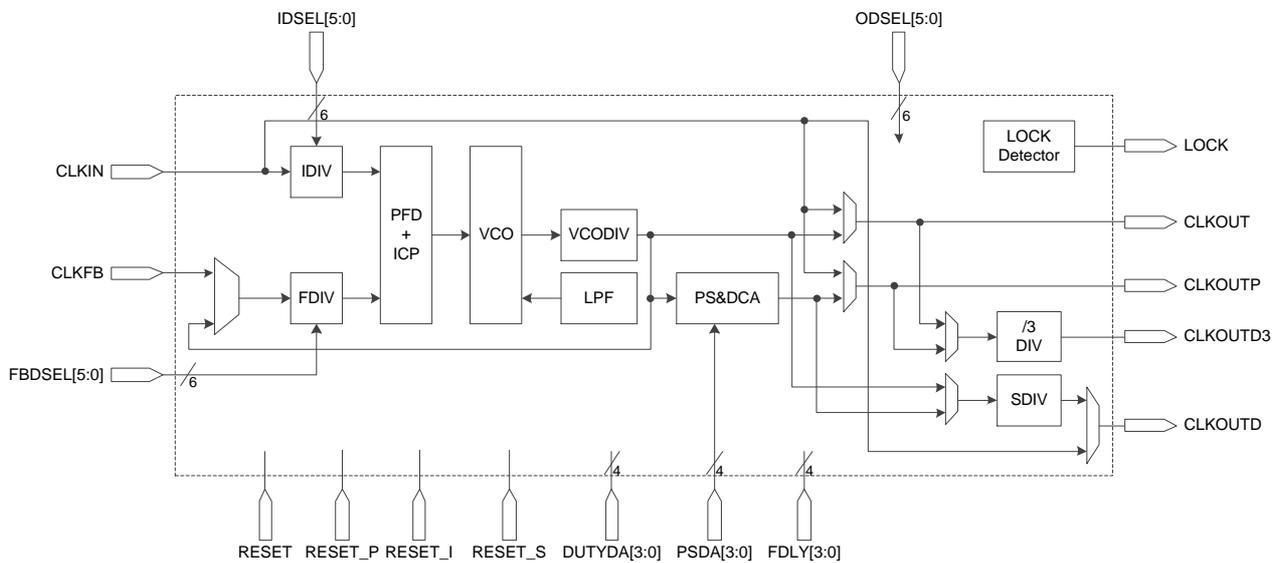 IDSEL[5:0]
ODSEL[5:0]
6
6
LOCK
Detector
LOCK
CLKIN
IDIV
PFD
+
ICP
VCO
VCODIV
CLKOUT
CLKFB
FDIV
LPF
PS&DCA
CLKOUTP
/3
DIV
CLKOUTD3
FBDSEL[5:0]
6
SDIV
CLKOUTD
4
4
4
RESET
RESET_P
RESET_I
RESET_S
DUTYDA[3:0]
PSDA[3:0]
FDLY[3:0]